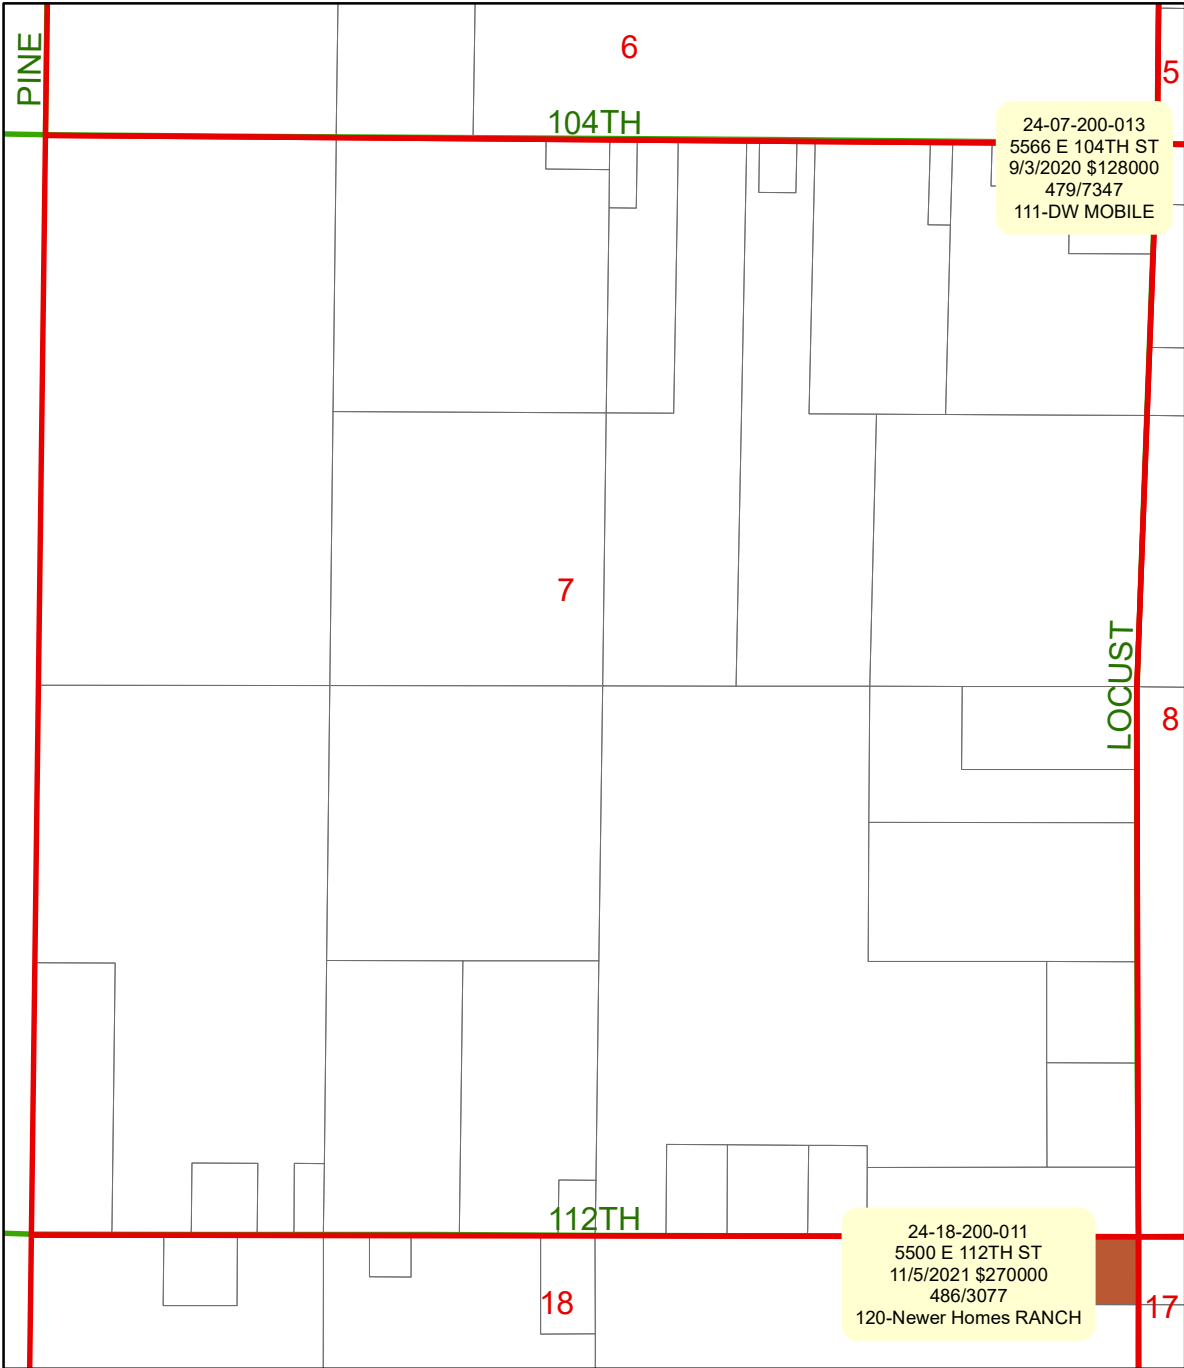 PINE
6
5
104TH
24-07-200-013
5566 E 104TH ST
9/3/2020 $128000
479/7347
111-DW MOBILE
7
LOCUST
8
112TH
24-18-200-011
5500 E 112TH ST
11/5/2021 $270000
486/3077
120-Newer Homes RANCH
18
17